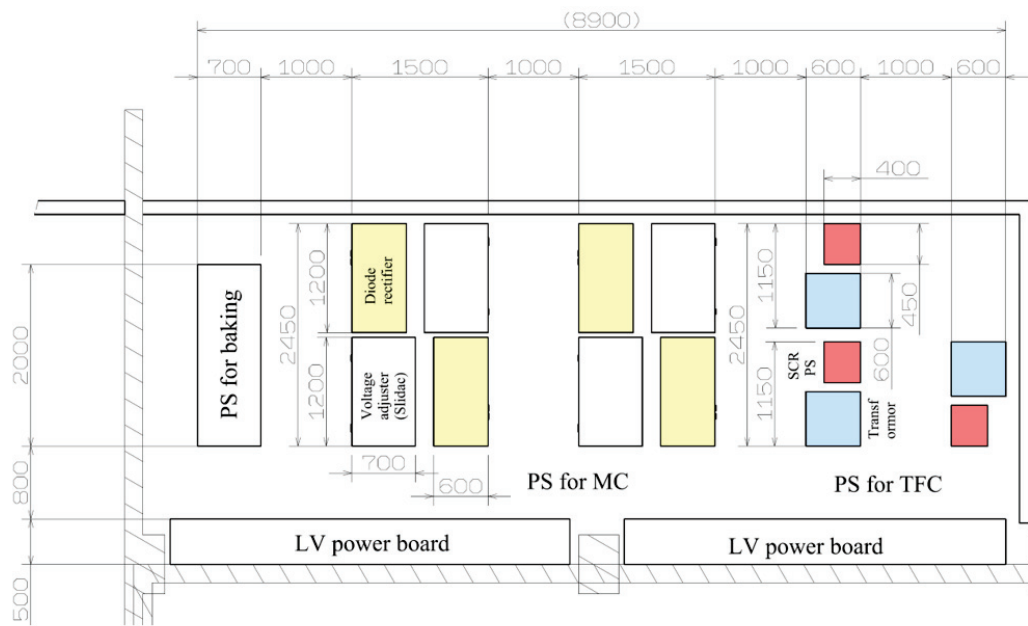 (8900)
700
1000
1500
1000
1500
1000
600
1000
600
400
1200
2450
1200
Diode
rectifier
2450
1150
1150
450
600
2000
PS for baking
Voltage
adjuster
(Slidac)
SCR
PS
Transf
ormor
700
600
PS for MC
PS for TFC
800
LV power board
LV power board
500